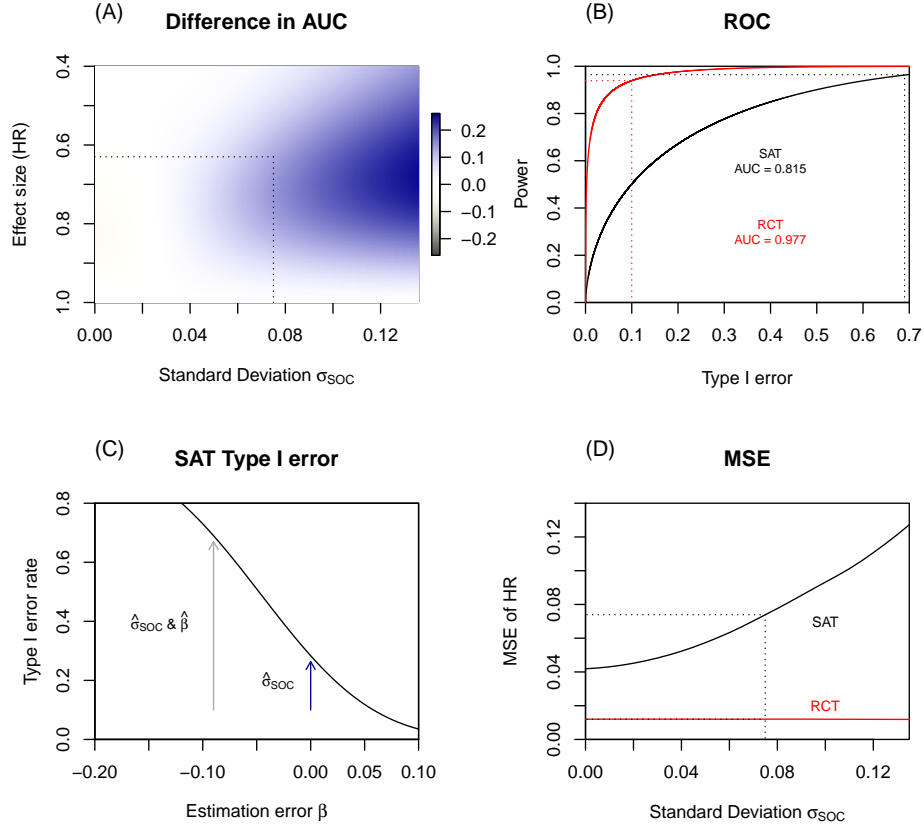 (A)
Difference in AUC
Effect size (HR)
0.4
0.6
0.8
1.0
0.00
0.04
0.08
0.12
Standard Deviation σSOC
0.2
0.1
0.0
−0.1
−0.2
(B)
ROC
Power
1.0
0.8
0.6
0.4
0.2
0.0
SAT
AUC = 0.815
RCT
AUC = 0.977
0.0
0.1
0.2
0.3
0.4
0.5
0.6
0.7
Type I error
(C)
SAT Type I error
Type I error rate
0.8
0.6
0.4
0.2
0.0
σ̂SOC & β̂
σ̂SOC
−0.20
−0.10
0.00
0.10
Estimation error β
(D)
MSE
MSE of HR
0.12
0.08
0.04
0.00
SAT
RCT
0.00
0.04
0.08
0.12
Standard Deviation σSOC